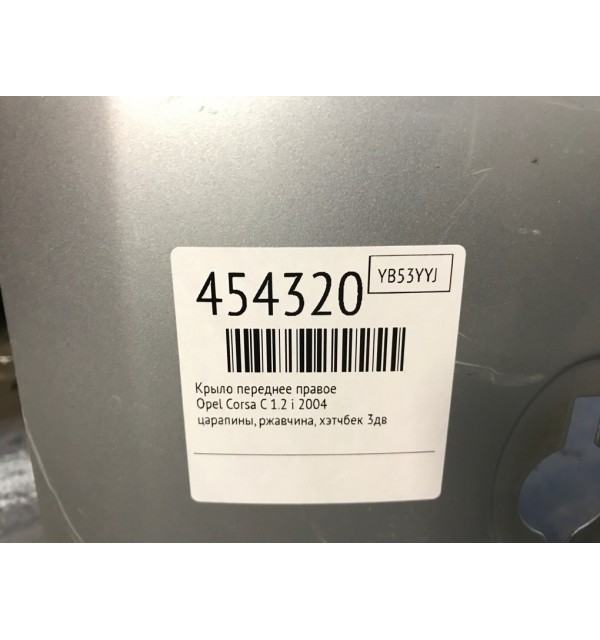 454320
YB53YYJ
Крыло переднее правое
Opel Corsa C 1.2 i 2004
царапины, ржавчина, хэтчбек 3дв